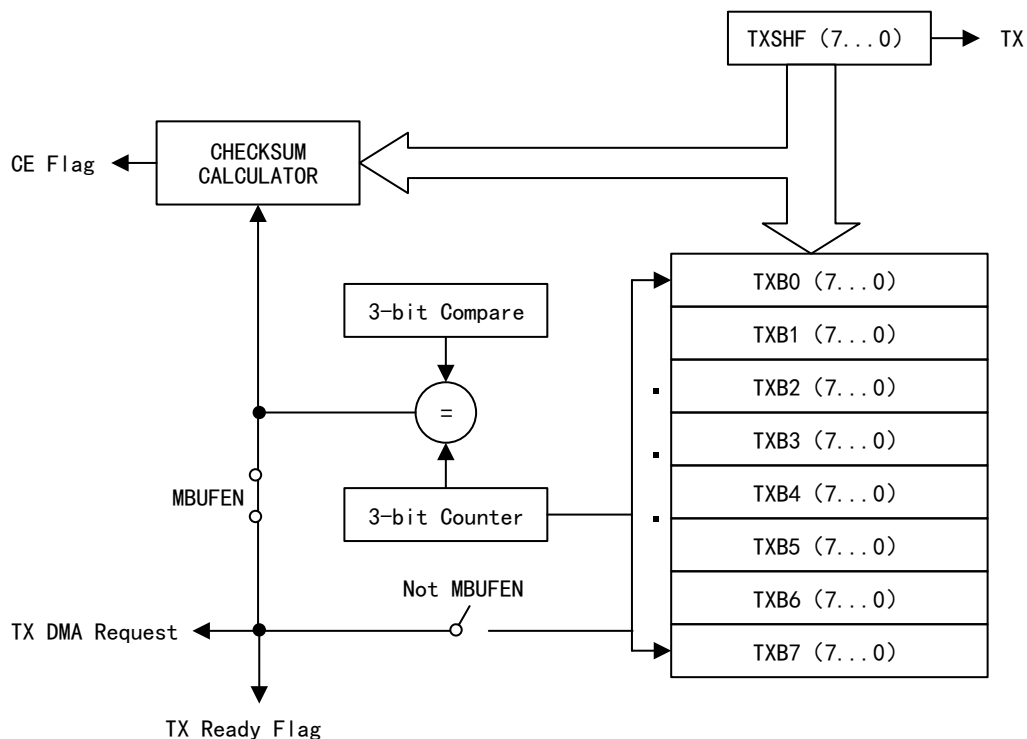 TXSHF (7...0)
TX
CHECKSUM
CALCULATOR
CE Flag
TXB0 (7...0)
3-bit Compare
TXB1 (7...0)
TXB2 (7...0)
=
TXB3 (7...0)
MBUFEN
TXB4 (7...0)
3-bit Counter
TXB5 (7...0)
Not MBUFEN
TXB6 (7...0)
TX DMA Request
TXB7 (7...0)
TX Ready Flag